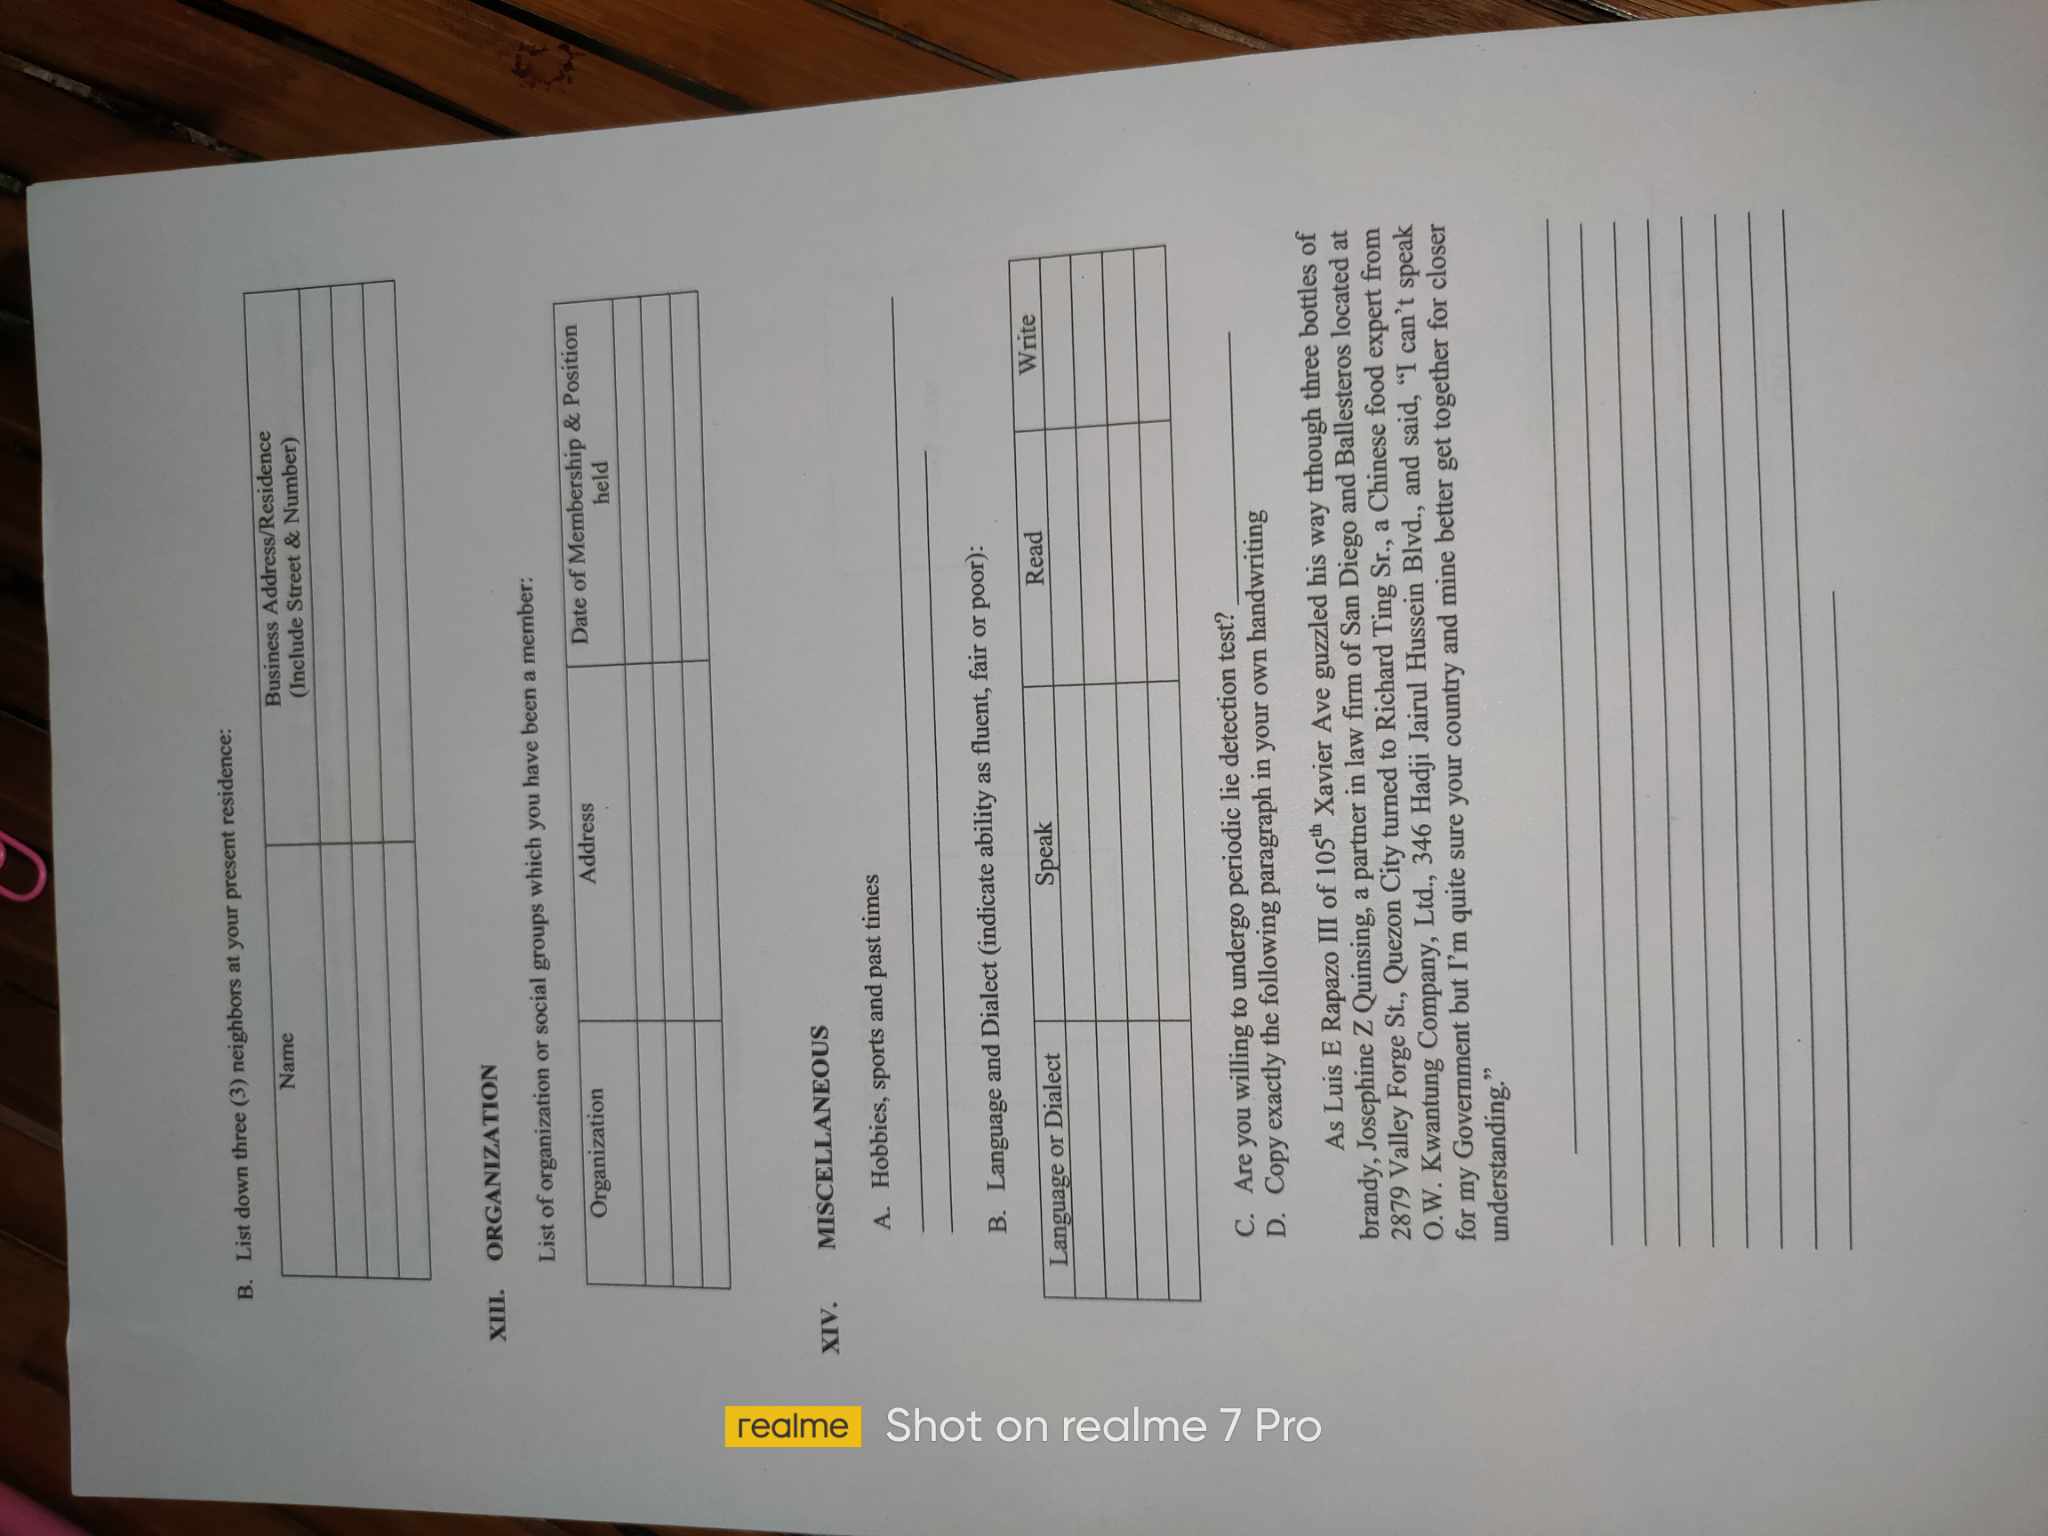 B. List down three (3) neighbors at your present residence:
Name
Business Address/Residence
(Include Street & Number)
XIII. ORGANIZATION
List of organization or social groups which you have been a member:
Organization
Address
Date of Membership & Position
held
XIV. MISCELLANEOUS
A. Hobbies, sports and past times
B. Language and Dialect (indicate ability as fluent, fair or poor):
Language or Dialect
Speak
Read
Write
C. Are you willing to undergo periodic lie detection test?
D. Copy exactly the following paragraph in your own handwriting
As Luis E Rapazo III of 105th Xavier Ave guzzled his way trhough three bottles of
brandy, Josephine Z Quinsing, a partner in law firm of San Diego and Ballesteros located at
2879 Valley Forge St., Quezon City turned to Richard Ting Sr., a Chinese food expert from
O.W. Kwantung Company, Ltd., 346 Hadji Jairul Hussein Blvd., and said, “I can’t speak
for my Government but I’m quite sure your country and mine better get together for closer
understanding.”
realme Shot on realme 7 Pro